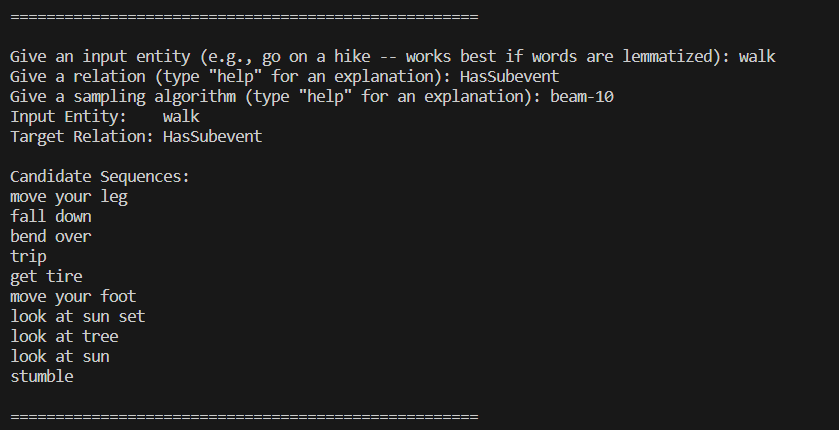 ====================================================
Give an input entity (e.g., go on a hike -- works best if words are lemmatized): walk
Give a relation (type "help" for an explanation): HasSubevent
Give a sampling algorithm (type "help" for an explanation): beam-10
Input Entity:    walk
Target Relation: HasSubevent
Candidate Sequences:
move your leg
fall down
bend over
trip
get tire
move your foot
look at sun set
look at tree
look at sun
stumble
====================================================